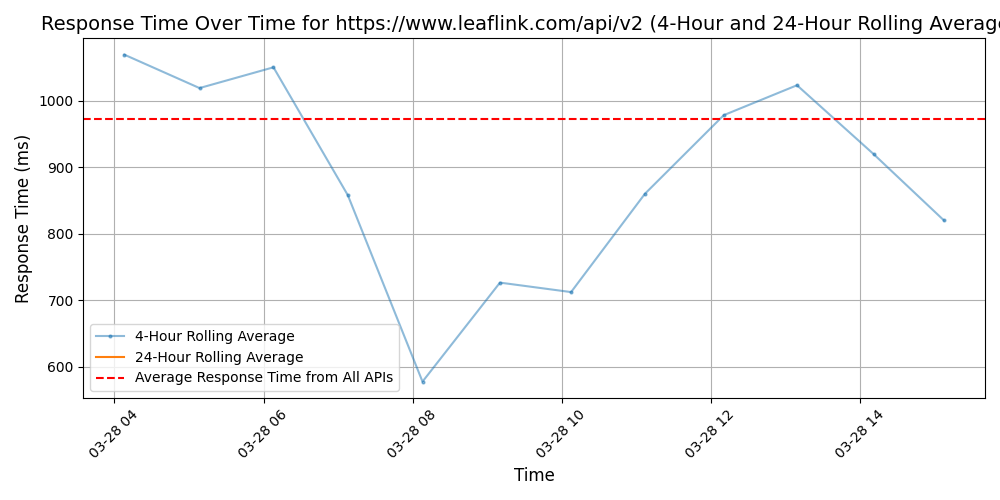 Response Time Over Time for https://www.leaflink.com/api/v2 (4-Hour and 24-Hour Rolling Average
Response Time (ms)
1000
900
800
700
600
4-Hour Rolling Average
24-Hour Rolling Average
Average Response Time from All APIs
03-28 04
03-28 06
03-28 08
03-28 10
03-28 12
03-28 14
Time